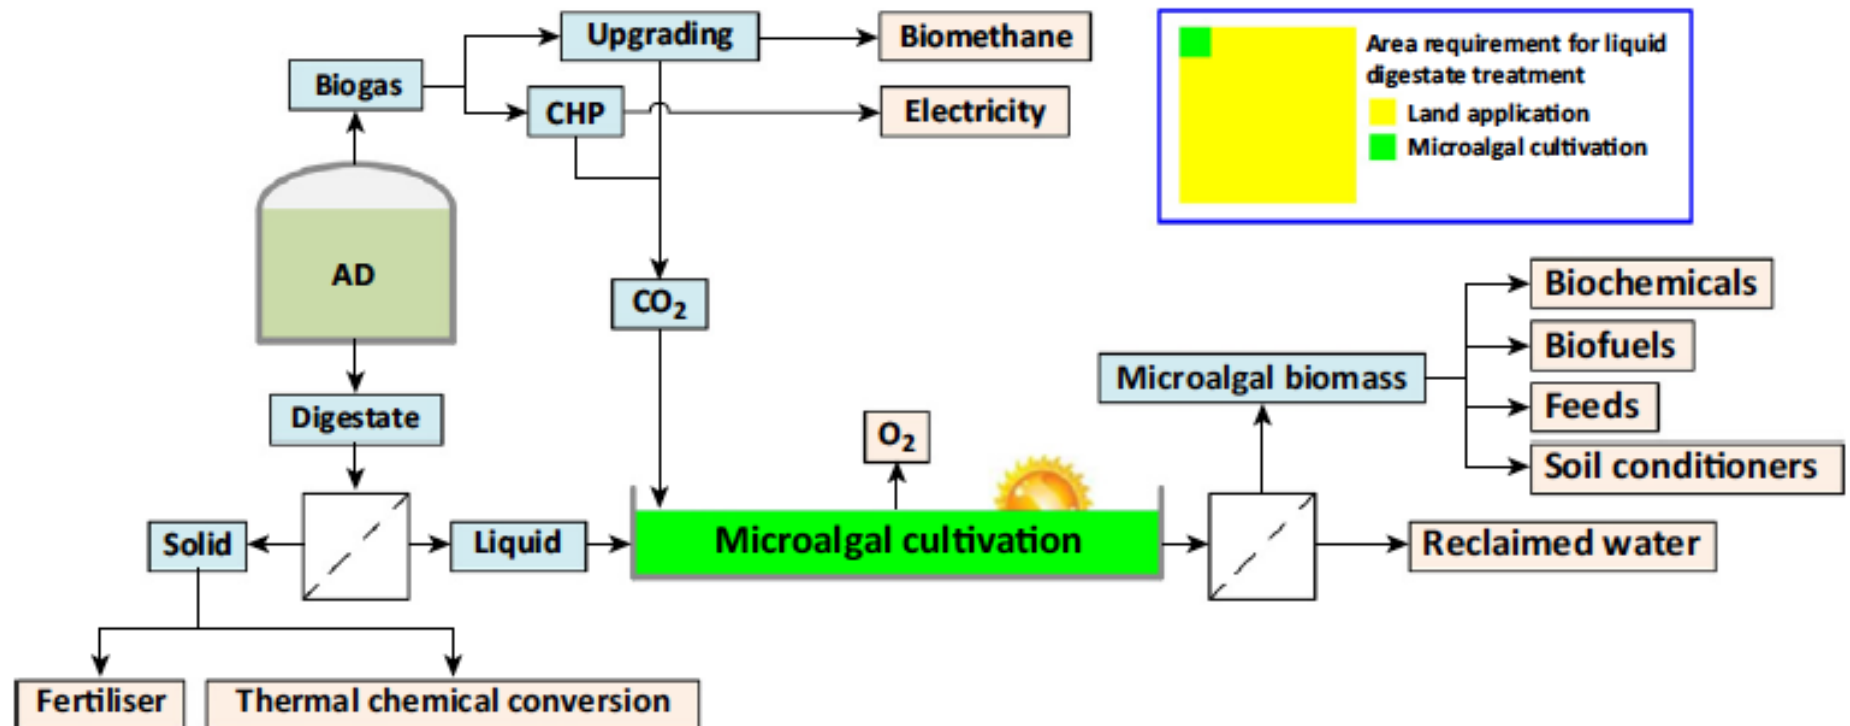 Upgrading
Biomethane
Biogas
CHP
Electricity
Area requirement for liquid
digestate treatment
Land application
Microalgal cultivation
AD
CO₂
Biochemicals
Biofuels
Microalgal biomass
Feeds
Digestate
O₂
Soil conditioners
Solid
Liquid
Microalgal cultivation
Reclaimed water
Fertiliser
Thermal chemical conversion